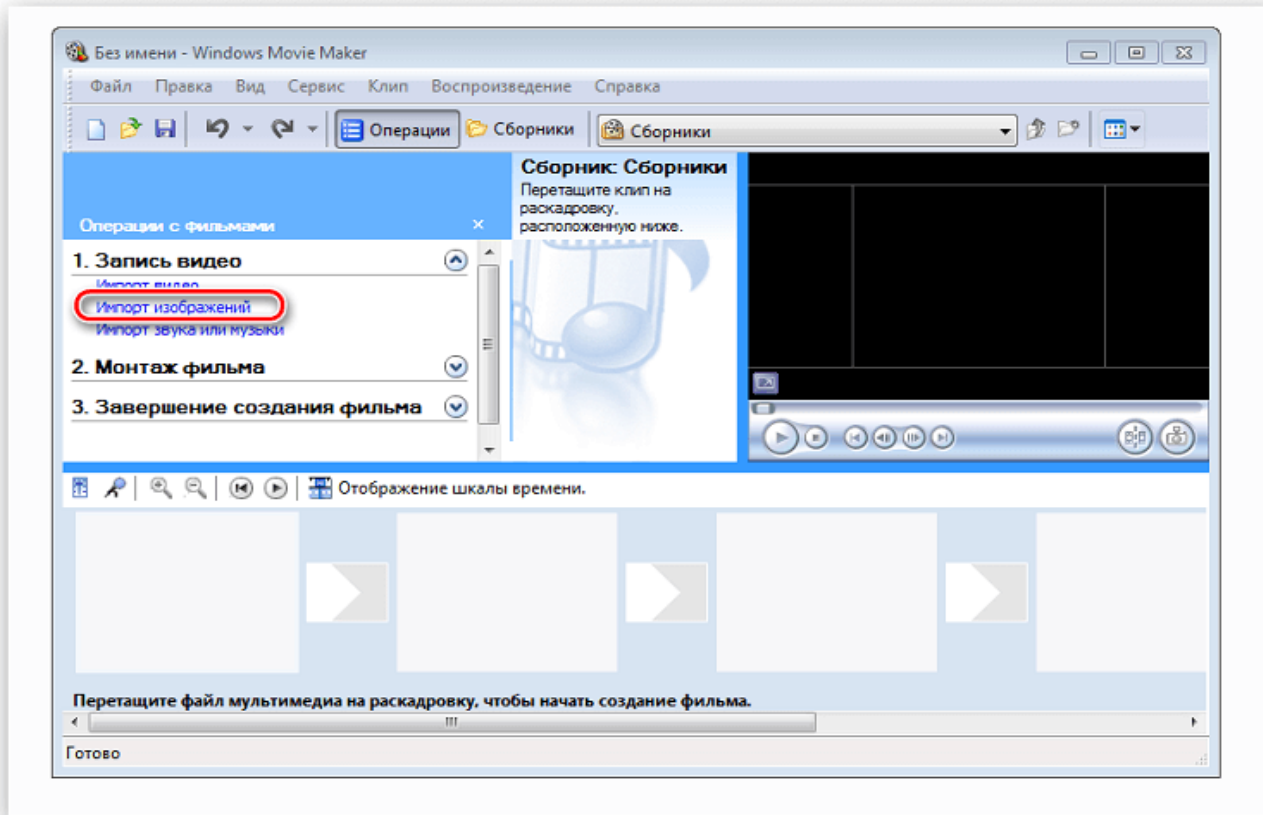 Без имени - Windows Movie Maker
Файл Правка Вид Сервис Клип Воспроизведение Справка
Операции Сборники Сборники
Операции с фильмами
1. Запись видео
Импорт видео
Импорт изображений
Импорт звука или музыки
2. Монтаж фильма
3. Завершение создания фильма
Сборник: Сборники
Перетащите клип на
раскадровку,
расположенную ниже.
Отображение шкалы времени.
Перетащите файл мультимедиа на раскадровку, чтобы начать создание фильма.
Готово